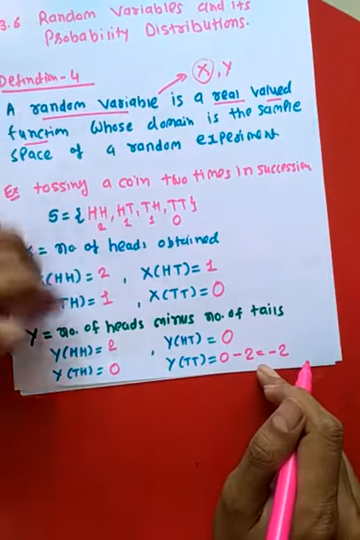 3.6 Random Variables and its
Probability Distributions.
Definition-4
X, Y
A random variable is a real valued
function whose domain is the sample
space of a random experiment
Ex tossing a coin two times in succession
S = {HH, HT, TH, TT}
2 1 1 0
= no. of heads obtained
(HH) = 2 , X(HT) = 1
(TH) = 1 , X(TT) = 0
Y = no. of heads minus no. of tails
Y(HH) = 2 , Y(HT) = 0
Y(TH) = 0 Y(TT) = 0 - 2 = -2